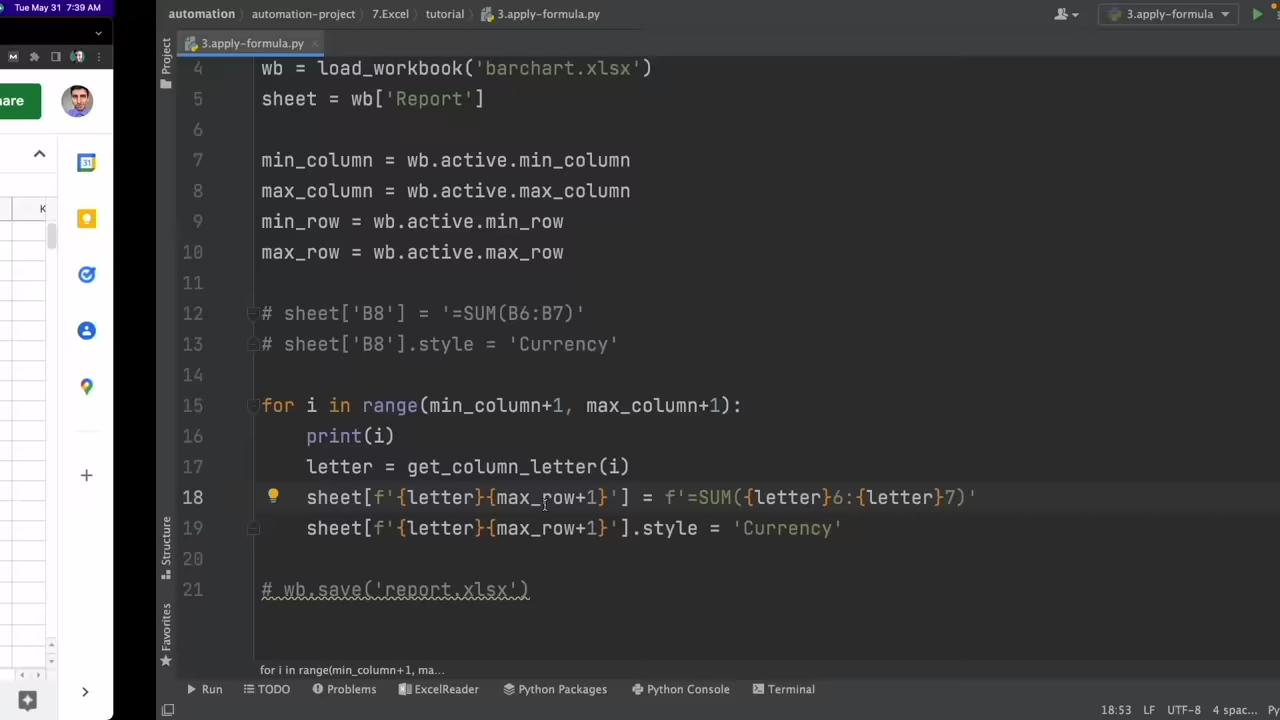 Tue May 31 7:39 AM
automation
automation-project
7.Excel
tutorial
3.apply-formula.py
3.apply-formula
3.apply-formula.py
M
are
31
K
Project
4 wb = load_workbook('barchart.xlsx')
5 sheet = wb['Report']
6
7 min_column = wb.active.min_column
8 max_column = wb.active.max_column
9 min_row = wb.active.min_row
10 max_row = wb.active.max_row
11
12 # sheet['B8'] = '=SUM(B6:B7)'
13 # sheet['B8'].style = 'Currency'
14
15 for i in range(min_column+1, max_column+1):
16 print(i)
17 letter = get_column_letter(i)
18 sheet[f'{letter}{max_row+1}'] = f'=SUM({letter}6:{letter}7)'
19 sheet[f'{letter}{max_row+1}'].style = 'Currency'
20
21 # wb.save('report.xlsx')
Structure
Favorites
for i in range(min_column+1, ma...
Run
TODO
Problems
ExcelReader
Python Packages
Python Console
Terminal
18:53 LF UTF-8 4 spac... Py